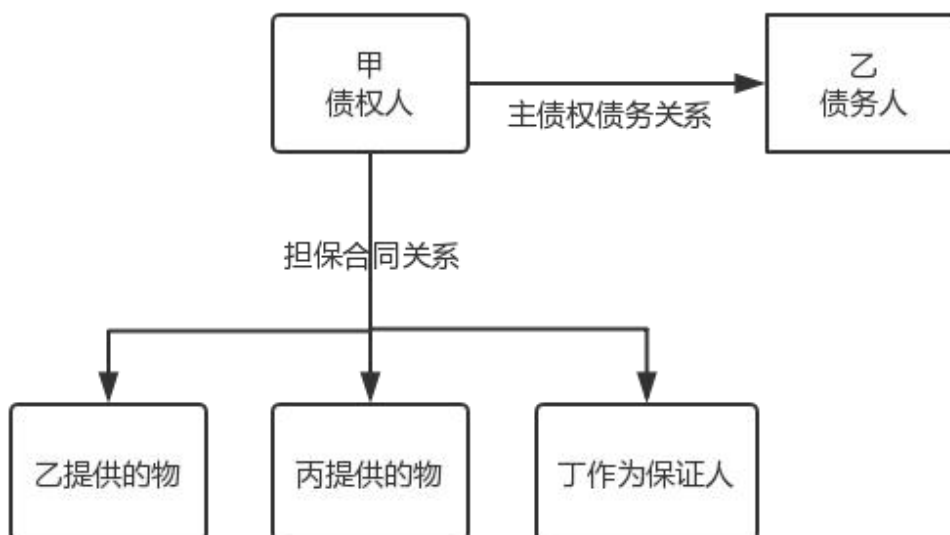 甲
债权人
乙
债务人
主债权债务关系
担保合同关系
乙提供的物
丙提供的物
丁作为保证人